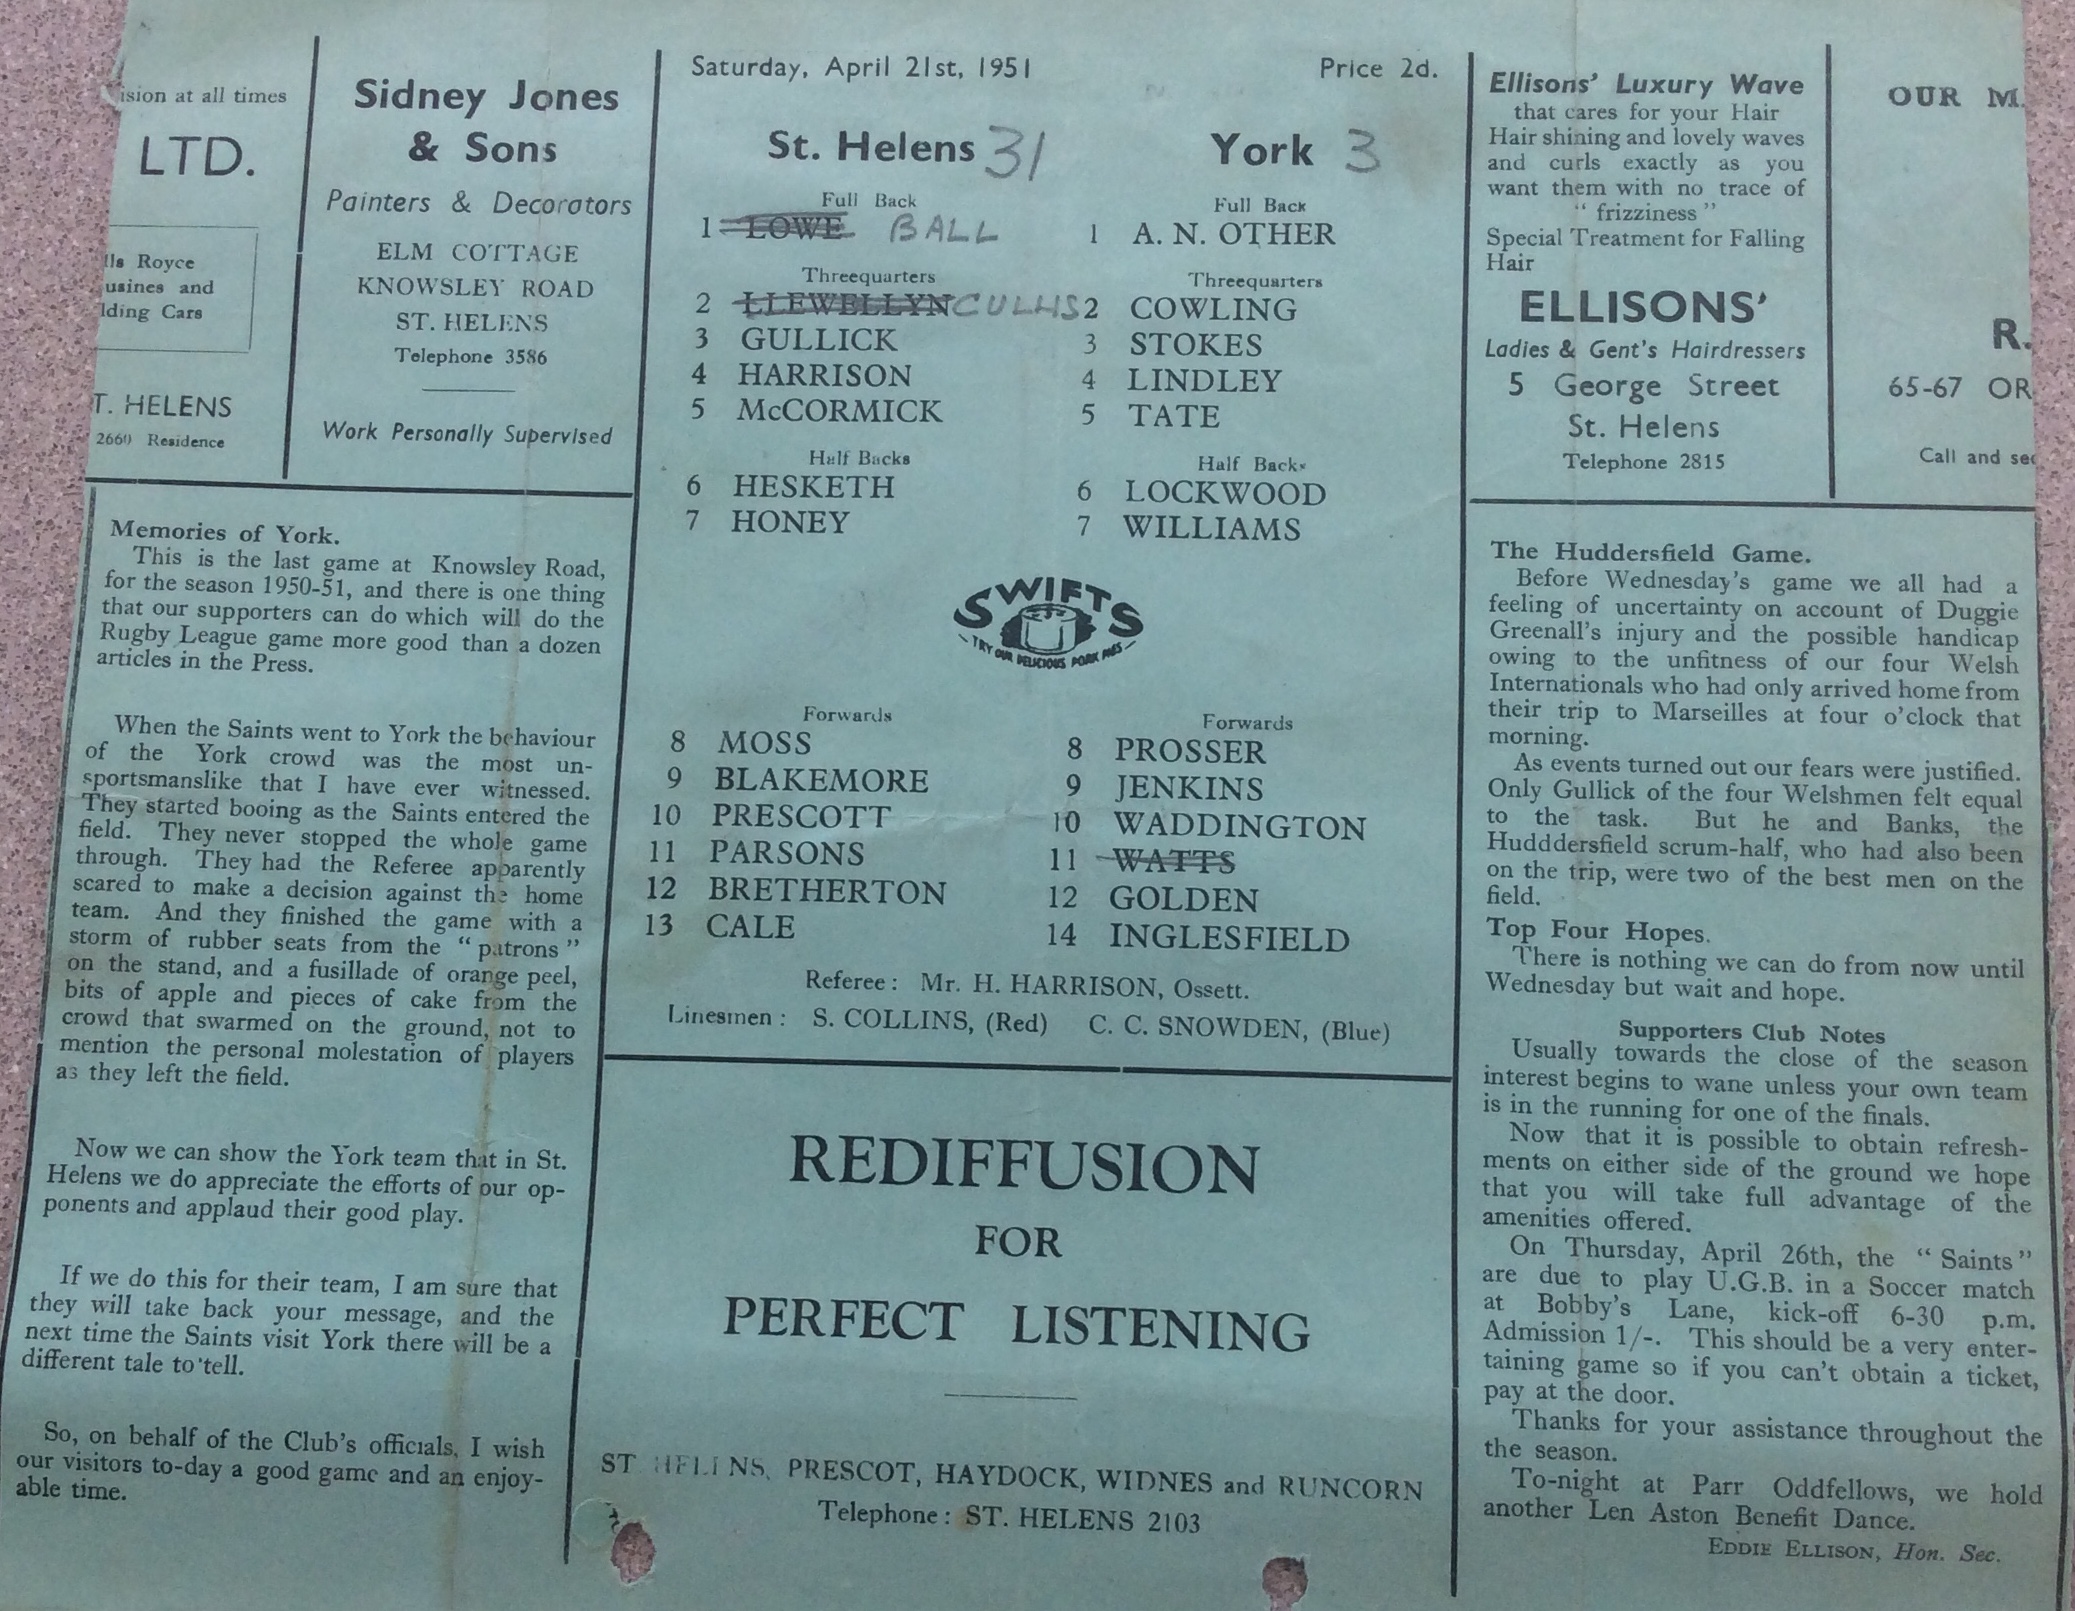 ision at all times
LTD.
lls Royce
usines and
lding Cars
T. HELENS
2660 Residence
Sidney Jones
& Sons
Painters & Decorators
ELM COTTAGE
KNOWSLEY ROAD
ST. HELENS
Telephone 3586
Work Personally Supervised
Memories of York.
This is the last game at Knowsley Road,
for the season 1950-51, and there is one thing
that our supporters can do which will do the
Rugby League game more good than a dozen
articles in the Press.
When the Saints went to York the behaviour
of the York crowd was the most un-
sportsmanslike that I have ever witnessed.
They started booing as the Saints entered the
field. They never stopped the whole game
through. They had the Referee apparently
scared to make a decision against the home
team. And they finished the game with a
storm of rubber seats from the “patrons”
on the stand, and a fusillade of orange peel,
bits of apple and pieces of cake from the
crowd that swarmed on the ground, not to
mention the personal molestation of players
as they left the field.
Now we can show the York team that in St.
Helens we do appreciate the efforts of our op-
ponents and applaud their good play.
If we do this for their team, I am sure that
they will take back your message, and the
next time the Saints visit York there will be a
different tale to tell.
So, on behalf of the Club's officials, I wish
our visitors to-day a good game and an enjoy-
able time.
Saturday, April 21st, 1951 Price 2d.
St. Helens 31 York 3
Full Back Full Back
1 LOWE BALL 1 A. N. OTHER
Threequarters Threequarters
2 LLEWELLYN CULLIS 2 COWLING
3 GULLICK 3 STOKES
4 HARRISON 4 LINDLEY
5 McCORMICK 5 TATE
Half Backs Half Backs
6 HESKETH 6 LOCKWOOD
7 HONEY 7 WILLIAMS
SWIFTS
TRY OUR DELICIOUS PORK PIES
Forwards Forwards
8 MOSS 8 PROSSER
9 BLAKEMORE 9 JENKINS
10 PRESCOTT 10 WADDINGTON
11 PARSONS 11 WATTS
12 BRETHERTON 12 GOLDEN
13 CALE 14 INGLESFIELD
Referee: Mr. H. HARRISON, Ossett.
Linesmen: S. COLLINS, (Red) C. C. SNOWDEN, (Blue)
REDIFFUSION
FOR
PERFECT LISTENING
ST. HELENS, PRESCOT, HAYDOCK, WIDNES and RUNCORN
Telephone: ST. HELENS 2103
Ellisons' Luxury Wave
that cares for your Hair
Hair shining and lovely waves
and curls exactly as you
want them with no trace of
“frizziness”
Special Treatment for Falling
Hair
ELLISONS'
Ladies & Gent's Hairdressers
5 George Street
St. Helens
Telephone 2815
OUR M.
R.
65-67 OR
Call and see
The Huddersfield Game.
Before Wednesday's game we all had a
feeling of uncertainty on account of Duggie
Greenall's injury and the possible handicap
owing to the unfitness of our four Welsh
Internationals who had only arrived home from
their trip to Marseilles at four o'clock that
morning.
As events turned out our fears were justified.
Only Gullick of the four Welshmen felt equal
to the task. But he and Banks, the
Hudddersfield scrum-half, who had also been
on the trip, were two of the best men on the
field.
Top Four Hopes.
There is nothing we can do from now until
Wednesday but wait and hope.
Supporters Club Notes
Usually towards the close of the season
interest begins to wane unless your own team
is in the running for one of the finals.
Now that it is possible to obtain refresh-
ments on either side of the ground we hope
that you will take full advantage of the
amenities offered.
On Thursday, April 26th, the “Saints”
are due to play U.G.B. in a Soccer match
at Bobby's Lane, kick-off 6-30 p.m.
Admission 1/-. This should be a very enter-
taining game so if you can't obtain a ticket,
pay at the door.
Thanks for your assistance throughout the
the season.
To-night at Parr Oddfellows, we hold
another Len Aston Benefit Dance.
EDDIE ELLISON, Hon. Sec.